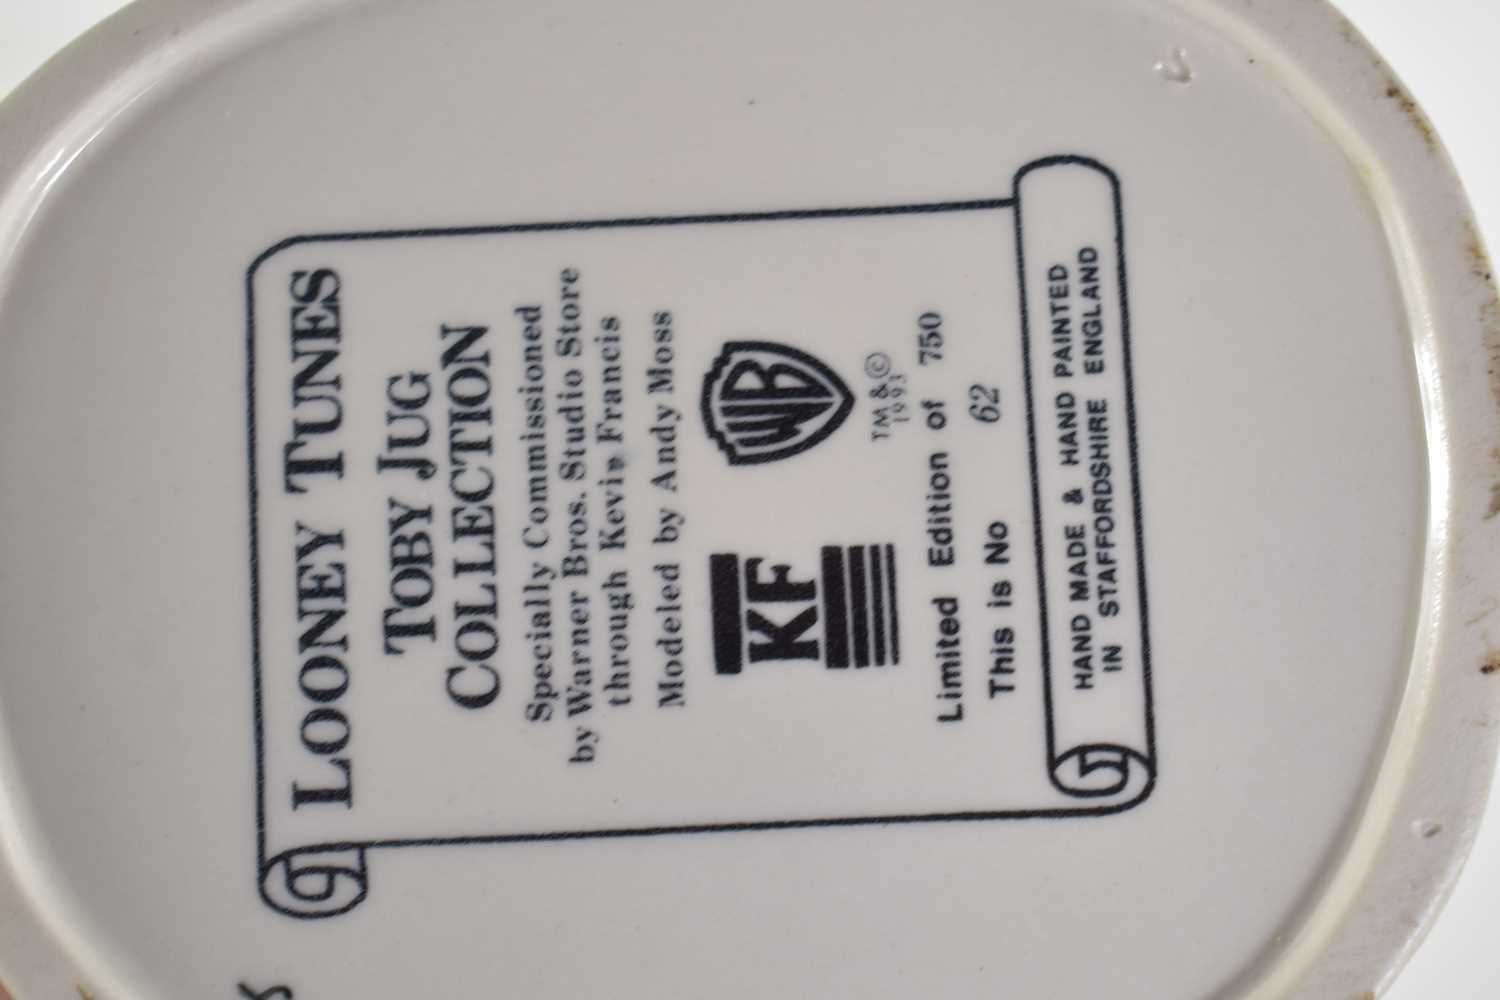 LOONEY TUNES
TOBY JUG
COLLECTION
Specially Commissioned
by Warner Bros. Studio Store
through Kevin Francis
Modeled by Andy Moss
KF
WB
TM & ©
1993
Limited Edition of 750
This is No 62
HAND MADE & HAND PAINTED
IN STAFFORDSHIRE ENGLAND